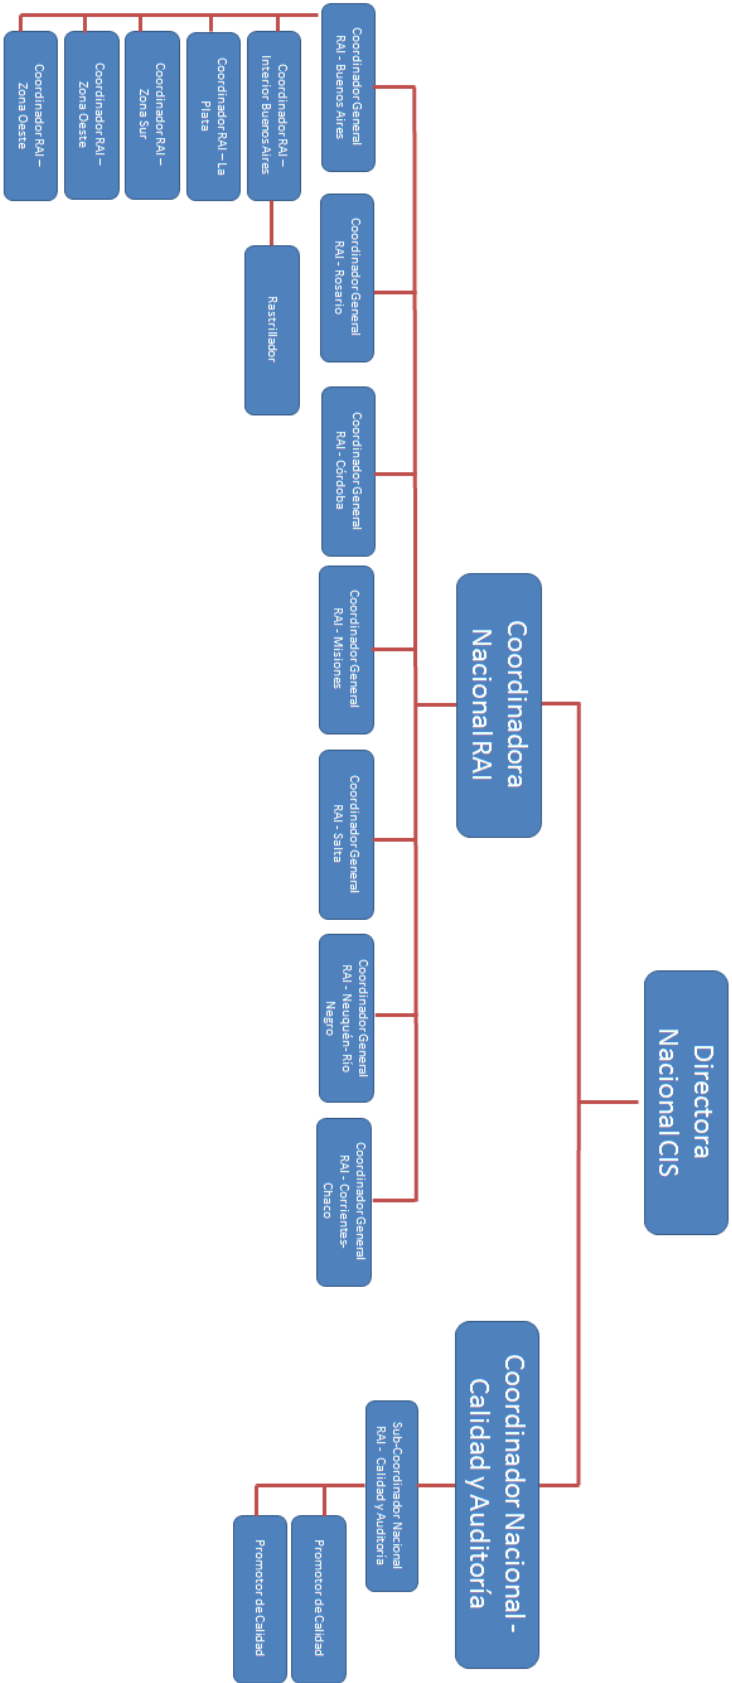 Directora
Nacional CIS
Coordinadora
Nacional RAI
Coordinador Nacional -
Calidad y Auditoría
Coordinador General
RAI - Buenos Aires
Coordinador General
RAI - Rosario
Coordinador General
RAI - Córdoba
Coordinador General
RAI - Misiones
Coordinador General
RAI - Salta
Coordinador General
RAI - Neuquén- Río
Negro
Coordinador General
RAI - Corrientes-
Chaco
Sub-Coordinador Nacional
RAI - Calidad y Auditoría
Coordinador RAI –
Interior Buenos Aires
Coordinador RAI – La
Plata
Coordinador RAI –
Zona Sur
Coordinador RAI –
Zona Oeste
Coordinador RAI –
Zona Oeste
Rastrillador
Promotor de Calidad
Promotor de Calidad